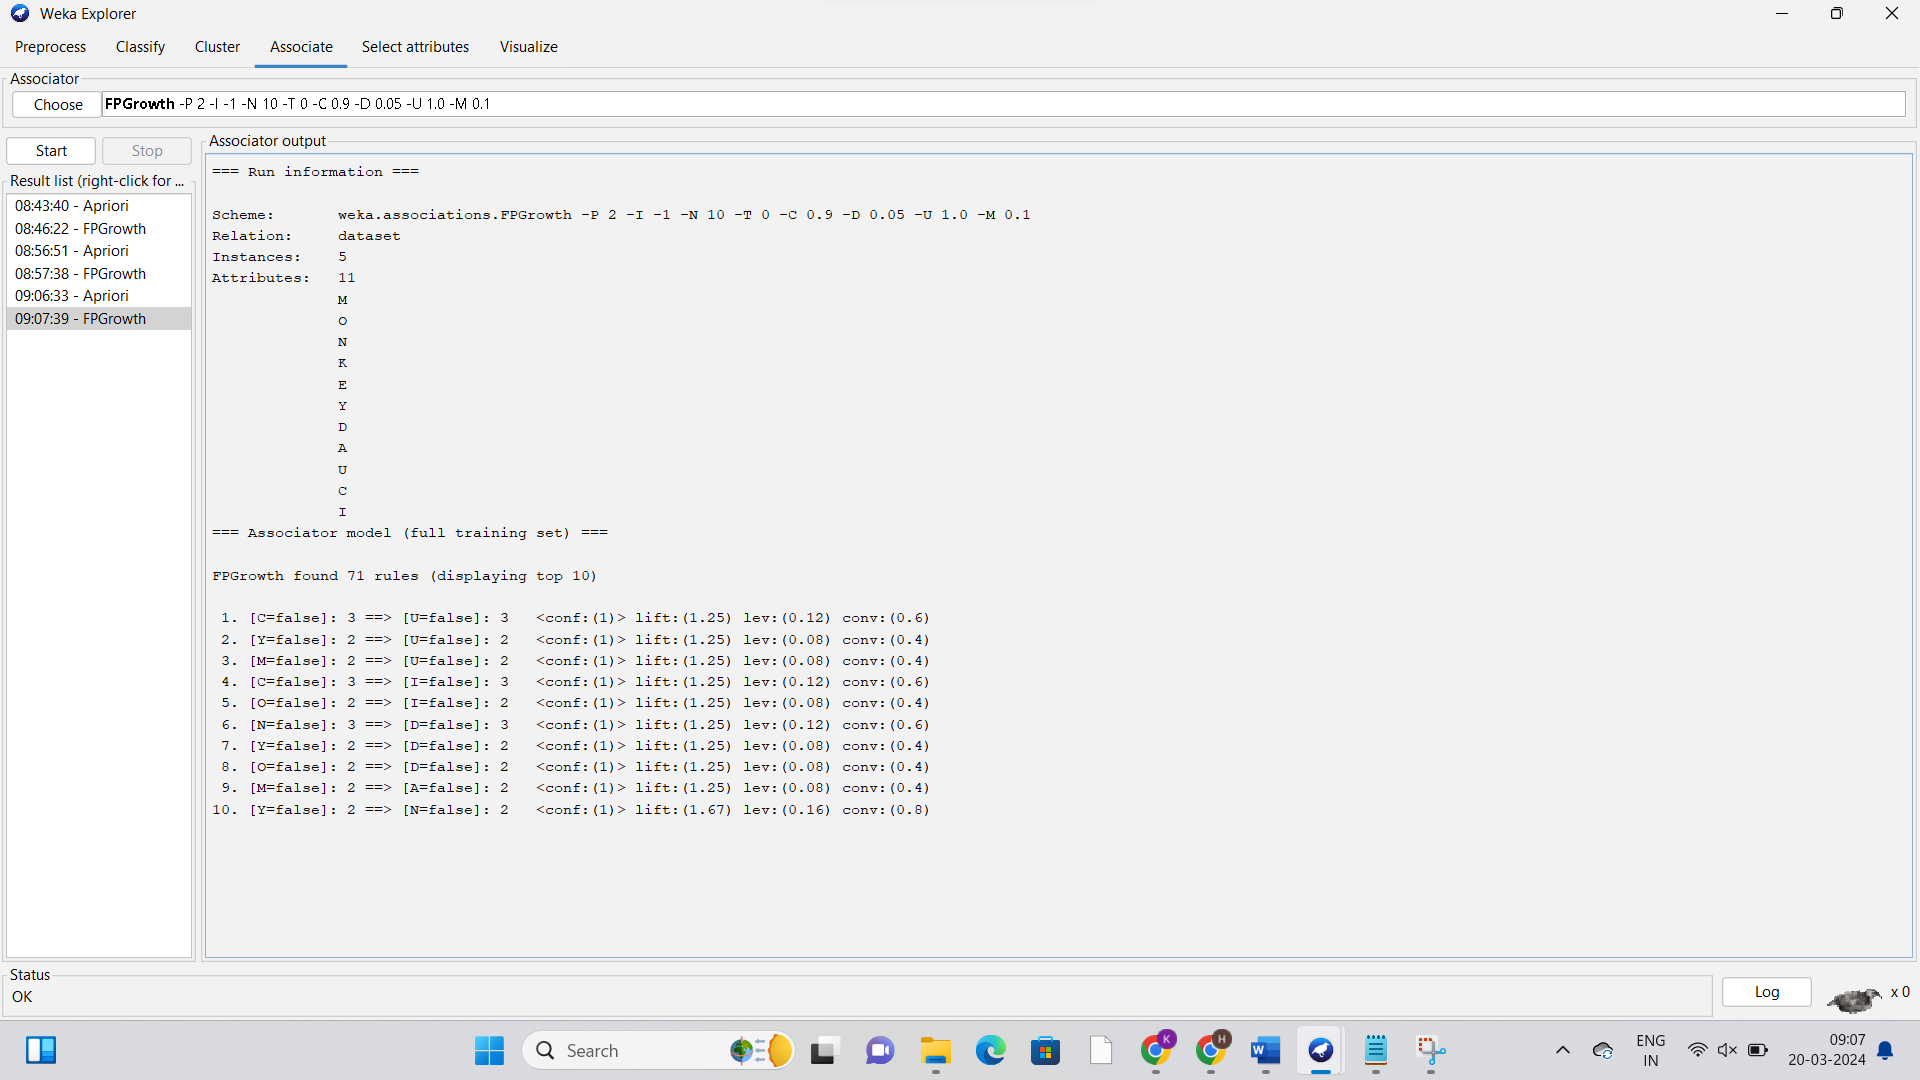 Weka Explorer
Preprocess Classify Cluster Associate Select attributes Visualize
Associator
Choose FPGrowth -P 2 -I -1 -N 10 -T 0 -C 0.9 -D 0.05 -U 1.0 -M 0.1
Start Stop
Result list (right-click for ...
08:43:40 - Apriori
08:46:22 - FPGrowth
08:56:51 - Apriori
08:57:38 - FPGrowth
09:06:33 - Apriori
09:07:39 - FPGrowth
Associator output
=== Run information ===
Scheme: weka.associations.FPGrowth -P 2 -I -1 -N 10 -T 0 -C 0.9 -D 0.05 -U 1.0 -M 0.1
Relation: dataset
Instances: 5
Attributes: 11
M
O
N
K
E
Y
D
A
U
C
I
=== Associator model (full training set) ===
FPGrowth found 71 rules (displaying top 10)
1. [C=false]: 3 ==> [U=false]: 3 <conf:(1)> lift:(1.25) lev:(0.12) conv:(0.6)
2. [Y=false]: 2 ==> [U=false]: 2 <conf:(1)> lift:(1.25) lev:(0.08) conv:(0.4)
3. [M=false]: 2 ==> [U=false]: 2 <conf:(1)> lift:(1.25) lev:(0.08) conv:(0.4)
4. [C=false]: 3 ==> [I=false]: 3 <conf:(1)> lift:(1.25) lev:(0.12) conv:(0.6)
5. [O=false]: 2 ==> [I=false]: 2 <conf:(1)> lift:(1.25) lev:(0.08) conv:(0.4)
6. [N=false]: 3 ==> [D=false]: 3 <conf:(1)> lift:(1.25) lev:(0.12) conv:(0.6)
7. [Y=false]: 2 ==> [D=false]: 2 <conf:(1)> lift:(1.25) lev:(0.08) conv:(0.4)
8. [O=false]: 2 ==> [D=false]: 2 <conf:(1)> lift:(1.25) lev:(0.08) conv:(0.4)
9. [M=false]: 2 ==> [A=false]: 2 <conf:(1)> lift:(1.25) lev:(0.08) conv:(0.4)
10. [Y=false]: 2 ==> [N=false]: 2 <conf:(1)> lift:(1.67) lev:(0.16) conv:(0.8)
Status
OK
Log
x 0
Search
K
H
W
ENG
IN
09:07
20-03-2024